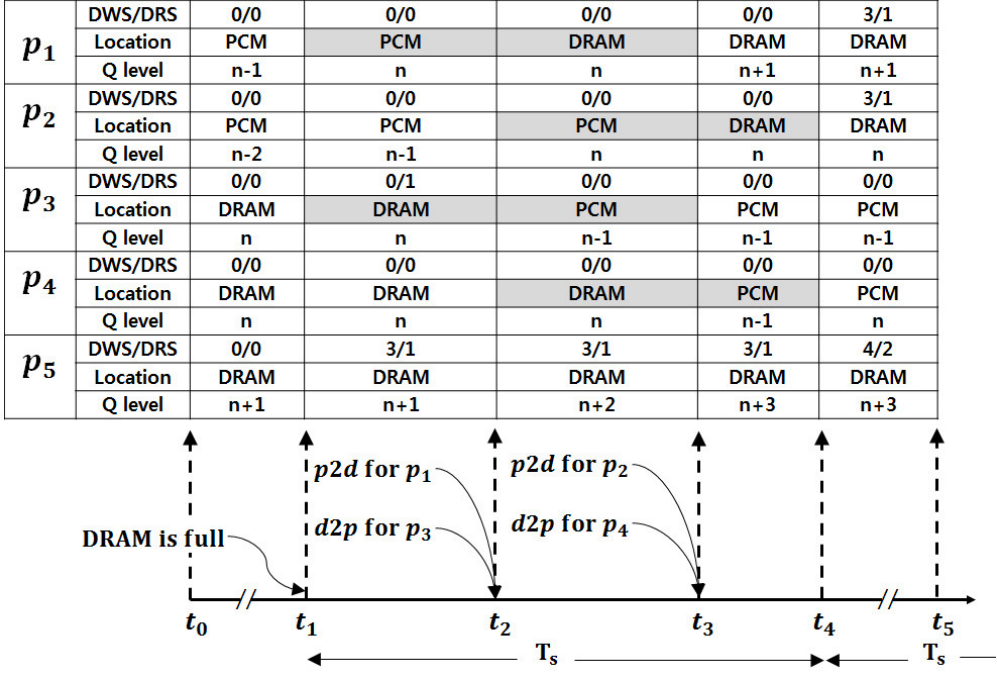 DWS/DRS 0/0 0/0 0/0 0/0 3/1
p1 Location PCM PCM DRAM DRAM DRAM
Q level n-1 n n n+1 n+1
DWS/DRS 0/0 0/0 0/0 0/0 3/1
p2 Location PCM PCM PCM DRAM DRAM
Q level n-2 n-1 n n n
DWS/DRS 0/0 0/1 0/0 0/0 0/0
p3 Location DRAM DRAM PCM PCM PCM
Q level n n n-1 n-1 n-1
DWS/DRS 0/0 0/0 0/0 0/0 0/0
p4 Location DRAM DRAM DRAM PCM PCM
Q level n n n n-1 n
DWS/DRS 0/0 3/1 3/1 3/1 4/2
p5 Location DRAM DRAM DRAM DRAM DRAM
Q level n+1 n+1 n+2 n+3 n+3
p2d for p1 p2d for p2
d2p for p3 d2p for p4
DRAM is full
t0 t1 t2 t3 t4 t5
Ts Ts